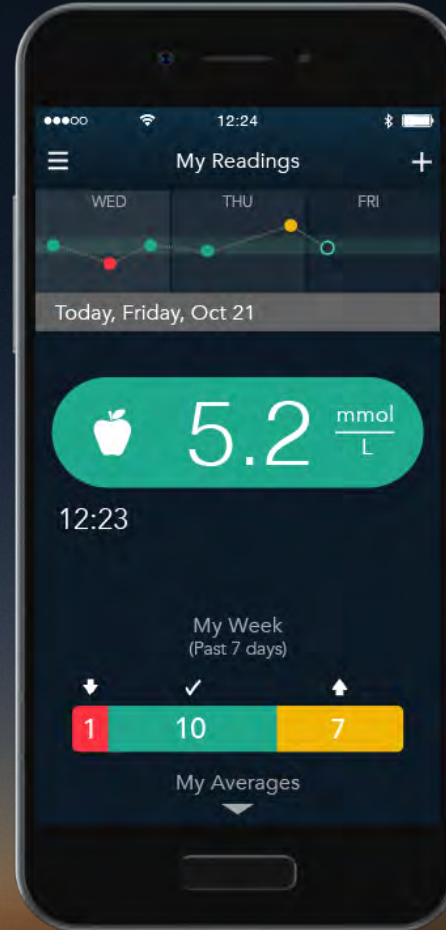 12:24
My Readings
WED THU FRI
Today, Friday, Oct 21
5.2 mmol
L
12:23
My Week
(Past 7 days)
1 10 7
My Averages